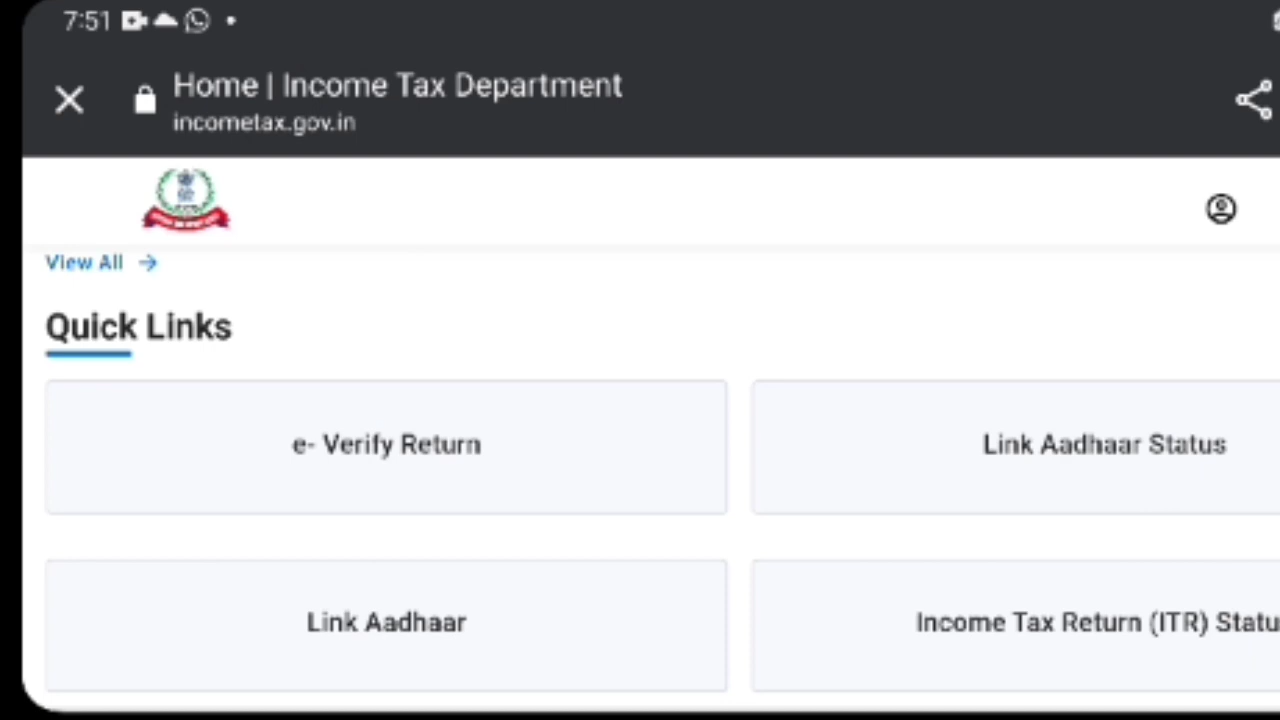 7:51
Home | Income Tax Department
incometax.gov.in
View All
Quick Links
e- Verify Return
Link Aadhaar Status
Link Aadhaar
Income Tax Return (ITR) Statu